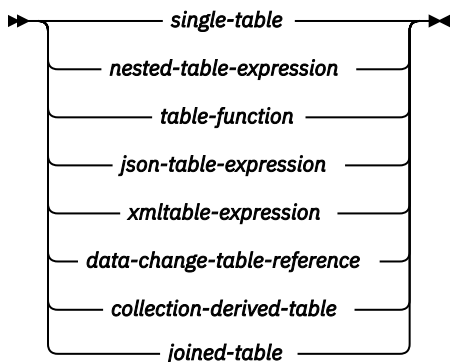 single-table
nested-table-expression
table-function
json-table-expression
xmltable-expression
data-change-table-reference
collection-derived-table
joined-table